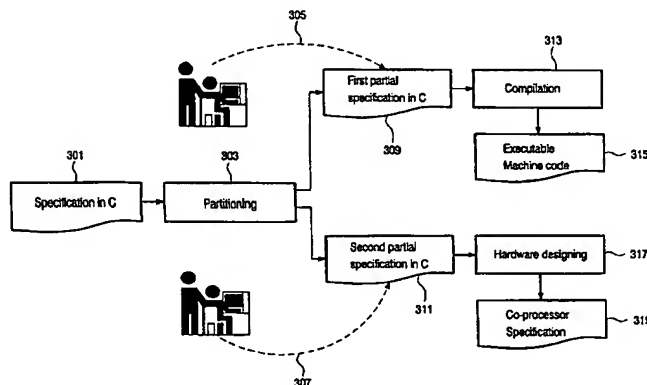 305
313
First partial
specification in C
Compilation
309
301
303
Executable
Machine code
315
Specification in C
Partitioning
Second partial
specification in C
Hardware designing
317
311
Co-processor
Specification
319
307